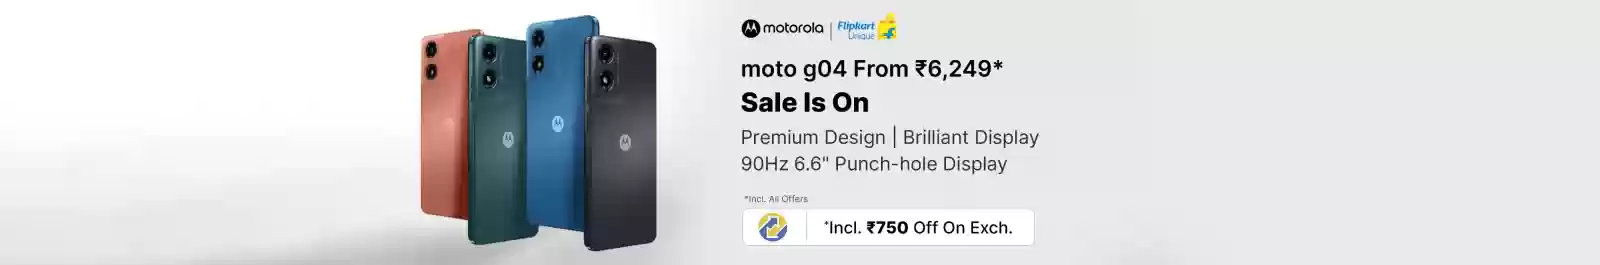 motorola | Flipkart
Unique
moto g04 From ₹6,249*
Sale Is On
Premium Design | Brilliant Display
90Hz 6.6" Punch-hole Display
*Incl. All Offers
*Incl. ₹750 Off On Exch.